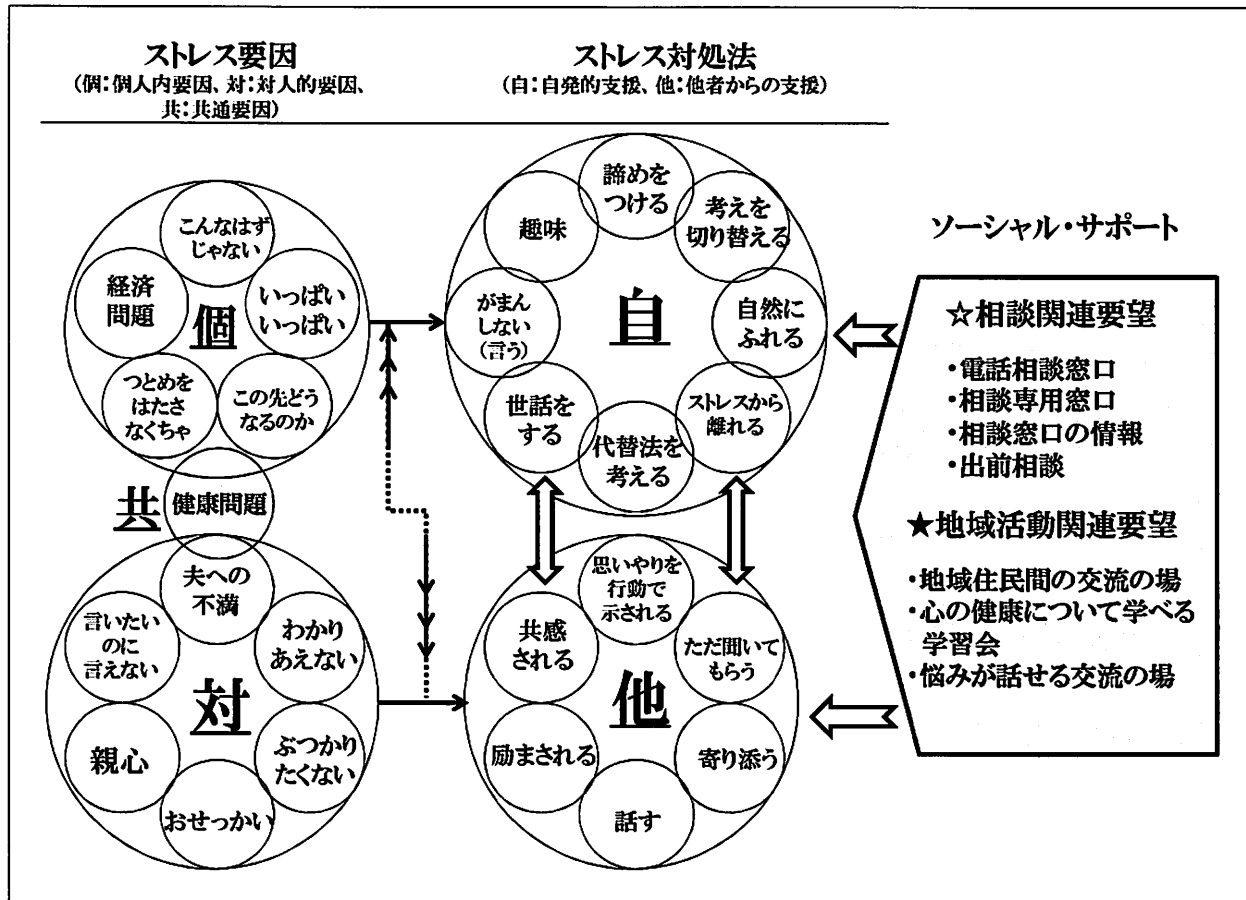 ストレス要因
(個:個人内要因、対:対人的要因、
共:共通要因)
ストレス対処法
(自:自発的支援、他:他者からの支援)
こんなはず
じゃない
経済
問題
個
いっぱい
いっぱい
つとめを
はたさ
なくちゃ
この先どう
なるのか
共
健康問題
夫への
不満
言いたい
のに
言えない
わかり
あえない
対
親心
ぶつかり
たくない
おせっかい
諦めを
つける
趣味
考えを
切り替える
がまん
しない
(言う)
自
自然に
ふれる
世話を
する
ストレスから
離れる
代替法を
考える
思いやりを
行動で
示される
共感
される
ただ聞いて
もらう
他
励まされる
寄り添う
話す
ソーシャル・サポート
☆相談関連要望
・電話相談窓口
・相談専用窓口
・相談窓口の情報
・出前相談
★地域活動関連要望
・地域住民間の交流の場
・心の健康について学べる
学習会
・悩みが話せる交流の場